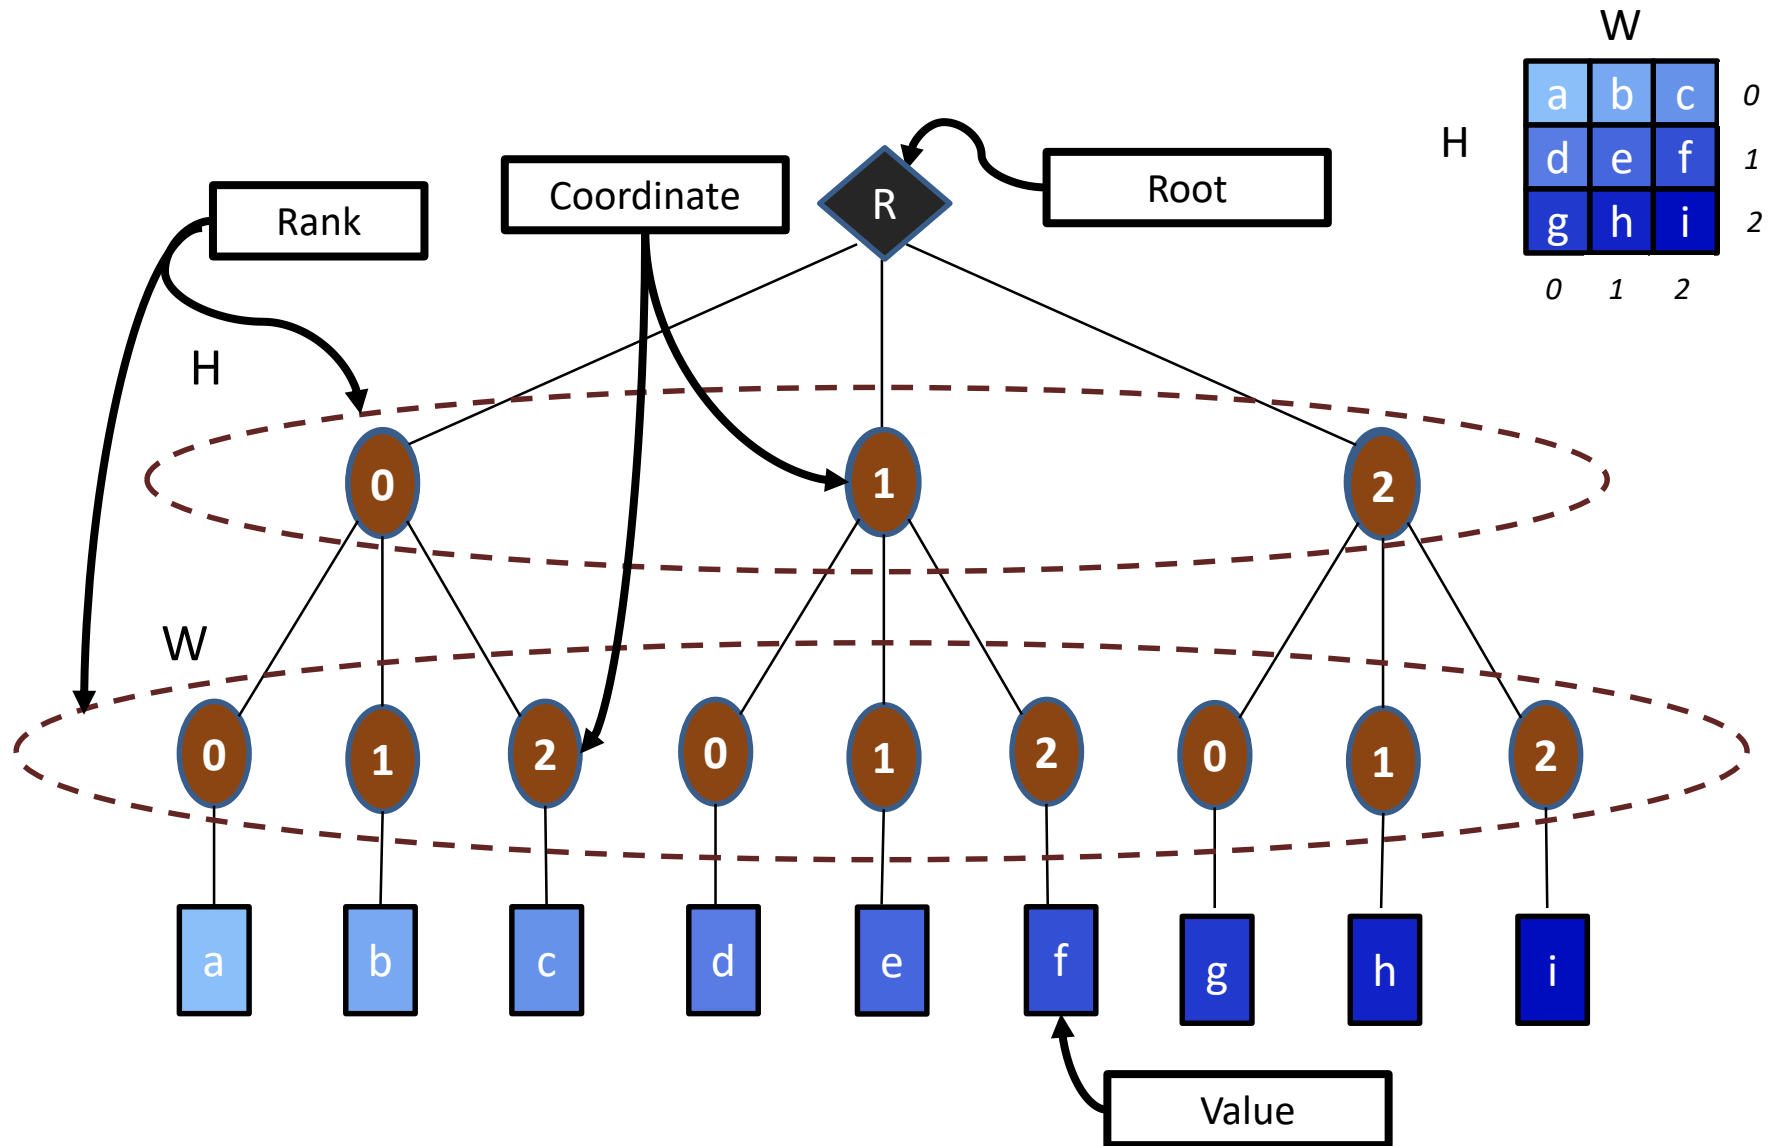 W
a b c 0
H d e f 1
g h i 2
0 1 2
Rank
Coordinate
R
Root
H
0 1 2
W
0 1 2 0 1 2 0 1 2
a b c d e f g h i
Value